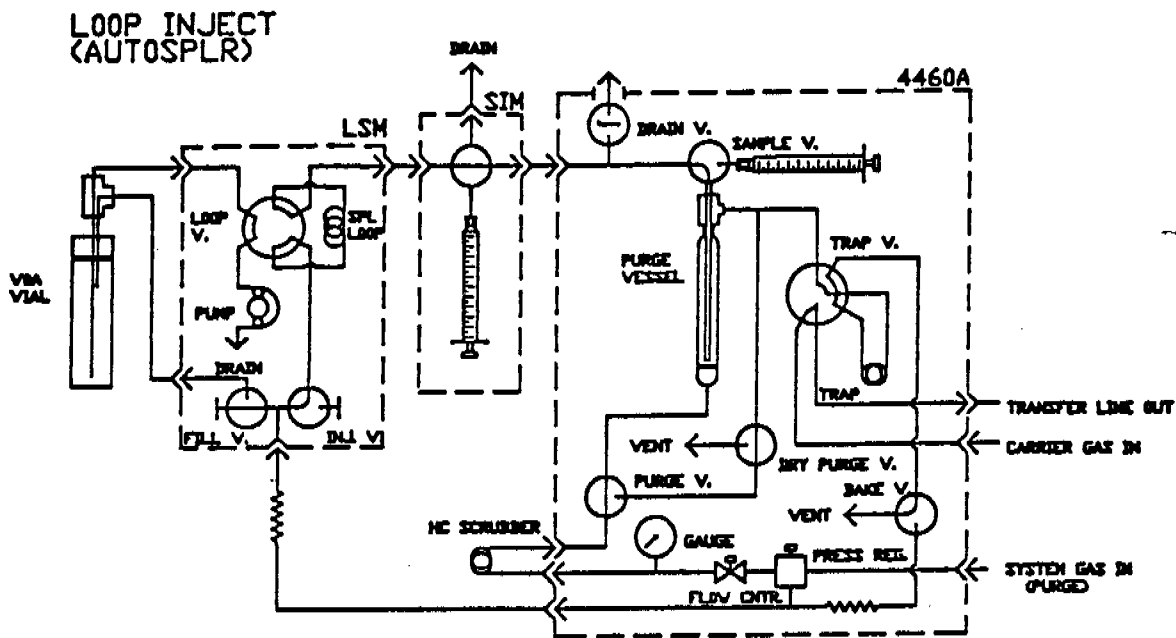 LOOP INJECT
(AUTOSPLR)
DRAIN
4460A
SIM
LSM
DRAIN V.
SAMPLE V.
LOOP
V.
SPL
LOOP
TRAP V.
PURGE
VESSEL
VOA
VIAL
PUMP
DRAIN
TRAP
TRANSFER LINE OUT
FILL V.
INJ. V.
VENT
CARRIER GAS IN
DRY PURGE V.
PURGE V.
BAKE V.
VENT
HC SCRUBBER
GAUGE
PRESS REG.
SYSTEM GAS IN
(PURGE)
FLOW CNTR.